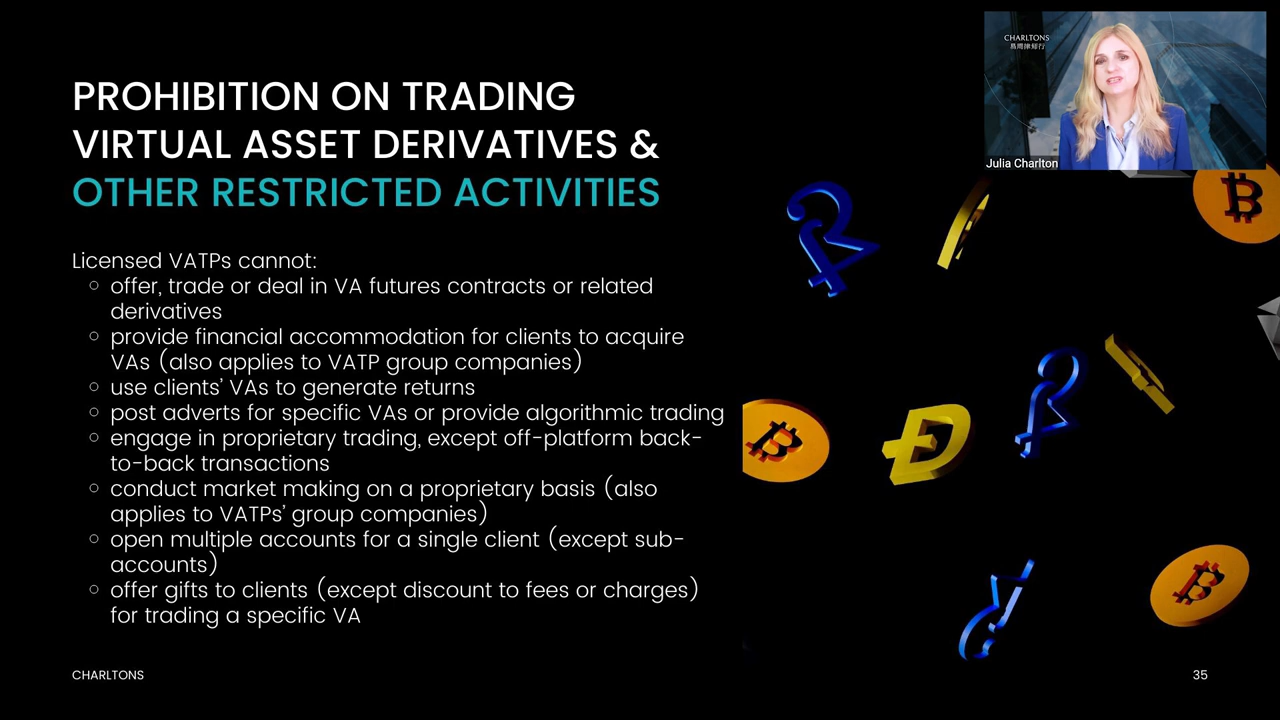 CHARLTONS
易周律師行
Julia Charlton
PROHIBITION ON TRADING
VIRTUAL ASSET DERIVATIVES &
OTHER RESTRICTED ACTIVITIES
Licensed VATPs cannot:
offer, trade or deal in VA futures contracts or related
derivatives
provide financial accommodation for clients to acquire
VAs (also applies to VATP group companies)
use clients' VAs to generate returns
post adverts for specific VAs or provide algorithmic trading
engage in proprietary trading, except off-platform back-
to-back transactions
conduct market making on a proprietary basis (also
applies to VATPs' group companies)
open multiple accounts for a single client (except sub-
accounts)
offer gifts to clients (except discount to fees or charges)
for trading a specific VA
CHARLTONS
35